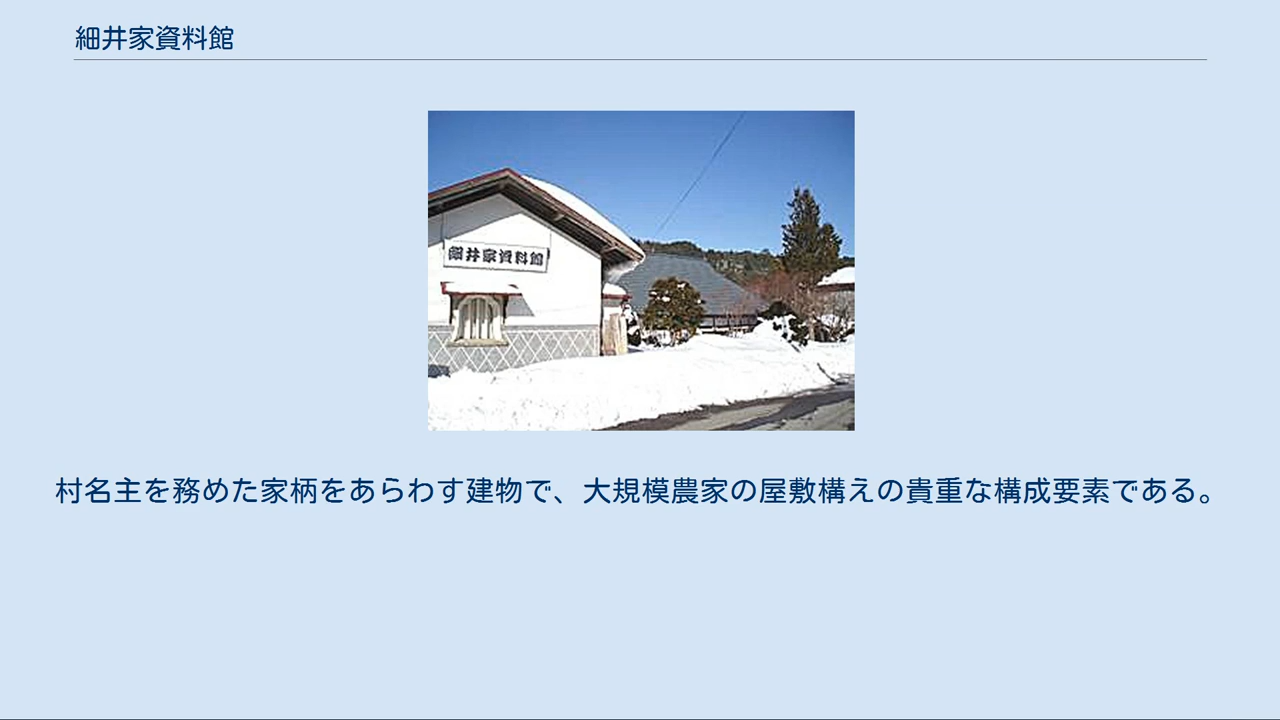 細井家資料館
細井家資料館
村名主を務めた家柄をあらわす建物で、大規模農家の屋敷構えの貴重な構成要素である。